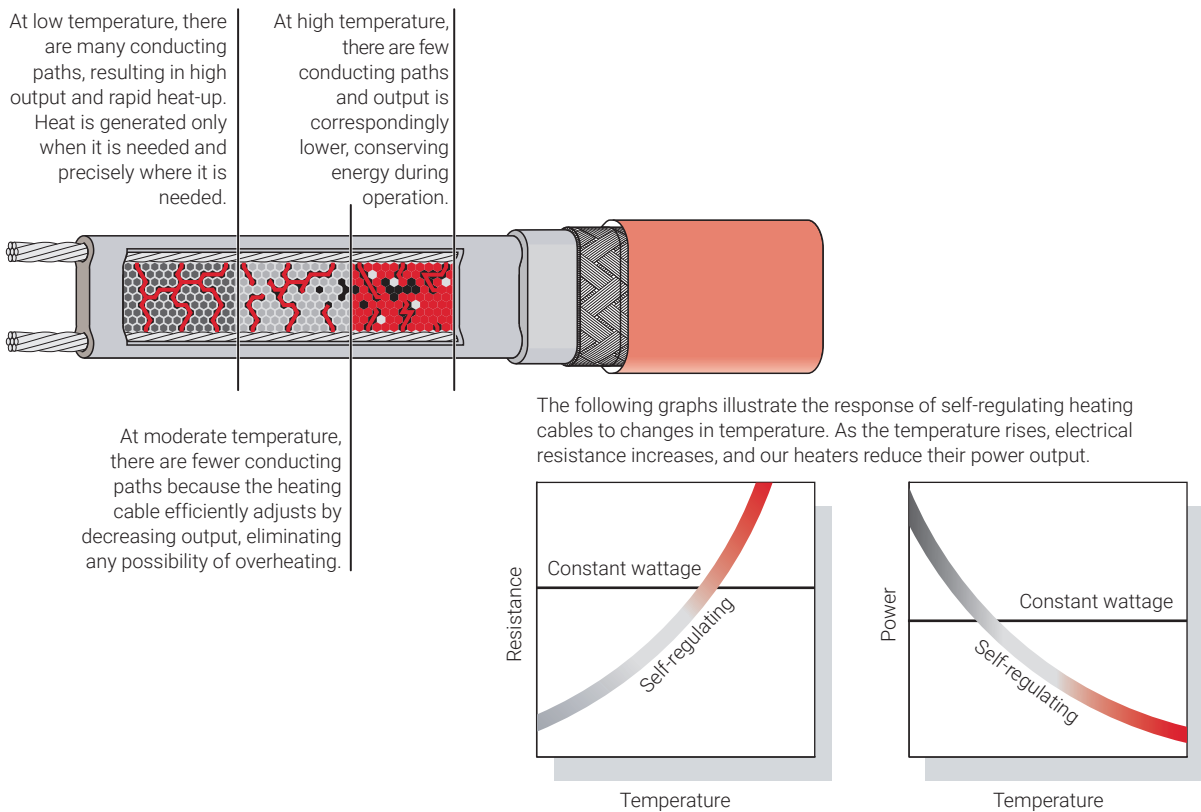 At low temperature, there
are many conducting
paths, resulting in high
output and rapid heat-up.
Heat is generated only
when it is needed and
precisely where it is
needed.
At high temperature,
there are few
conducting paths
and output is
correspondingly
lower, conserving
energy during
operation.
At moderate temperature,
there are fewer conducting
paths because the heating
cable efficiently adjusts by
decreasing output, eliminating
any possibility of overheating.
The following graphs illustrate the response of self-regulating heating
cables to changes in temperature. As the temperature rises, electrical
resistance increases, and our heaters reduce their power output.
Resistance
Constant wattage
Self-regulating
Temperature
Power
Constant wattage
Self-regulating
Temperature